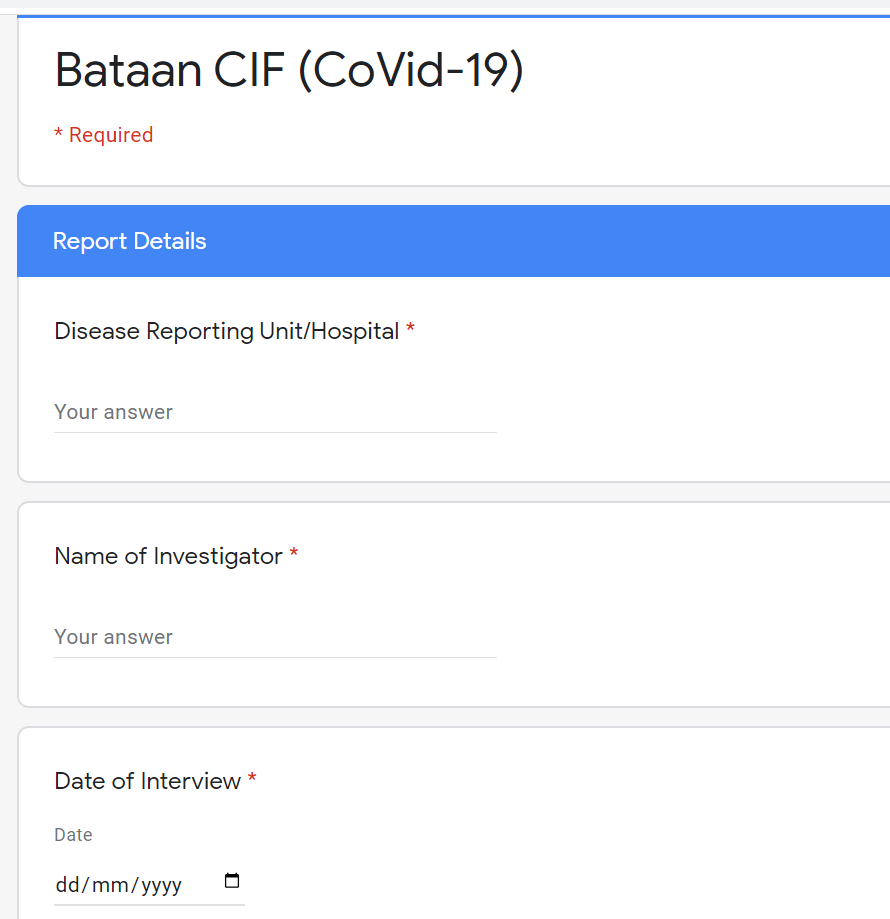 Bataan CIF (CoVid-19)
* Required
Report Details
Disease Reporting Unit/Hospital *
Your answer
Name of Investigator *
Your answer
Date of Interview *
Date
dd/mm/yyyy